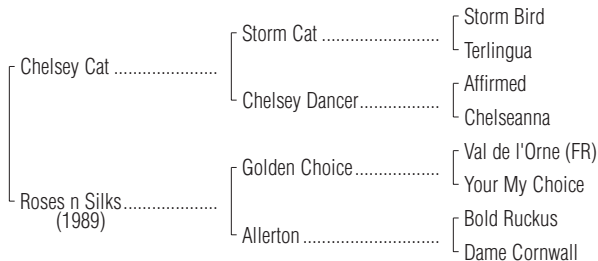 Storm Bird
Storm Cat ......................
Terlingua
Chelsey Cat ...................
Affirmed
Chelsey Dancer.................
Chelseanna
Val de l'Orne (FR)
Golden Choice..................
Your My Choice
Roses n Silks....................
(1989)
Bold Ruckus
Allerton .............................
Dame Cornwall